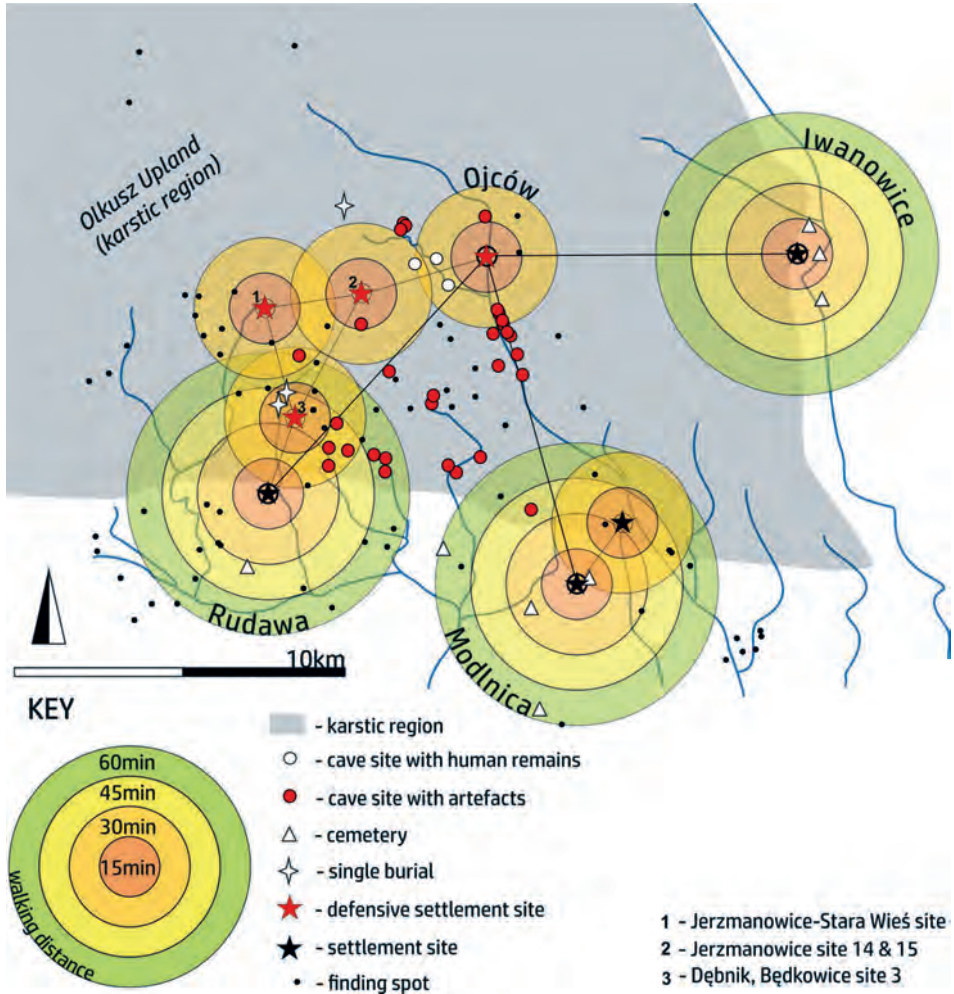 Olkusz Upland
(karstic region)
Ojców
Iwanowice
1
2
3
Rudawa
Modlnica
10km
KEY
60min
45min
30min
15min
walking distance
- karstic region
- cave site with human remains
- cave site with artefacts
- cemetery
- single burial
- defensive settlement site
- settlement site
- finding spot
1 - Jerzmanowice-Stara Wieś site
2 - Jerzmanowice site 14 & 15
3 - Dębnik, Będkowice site 3